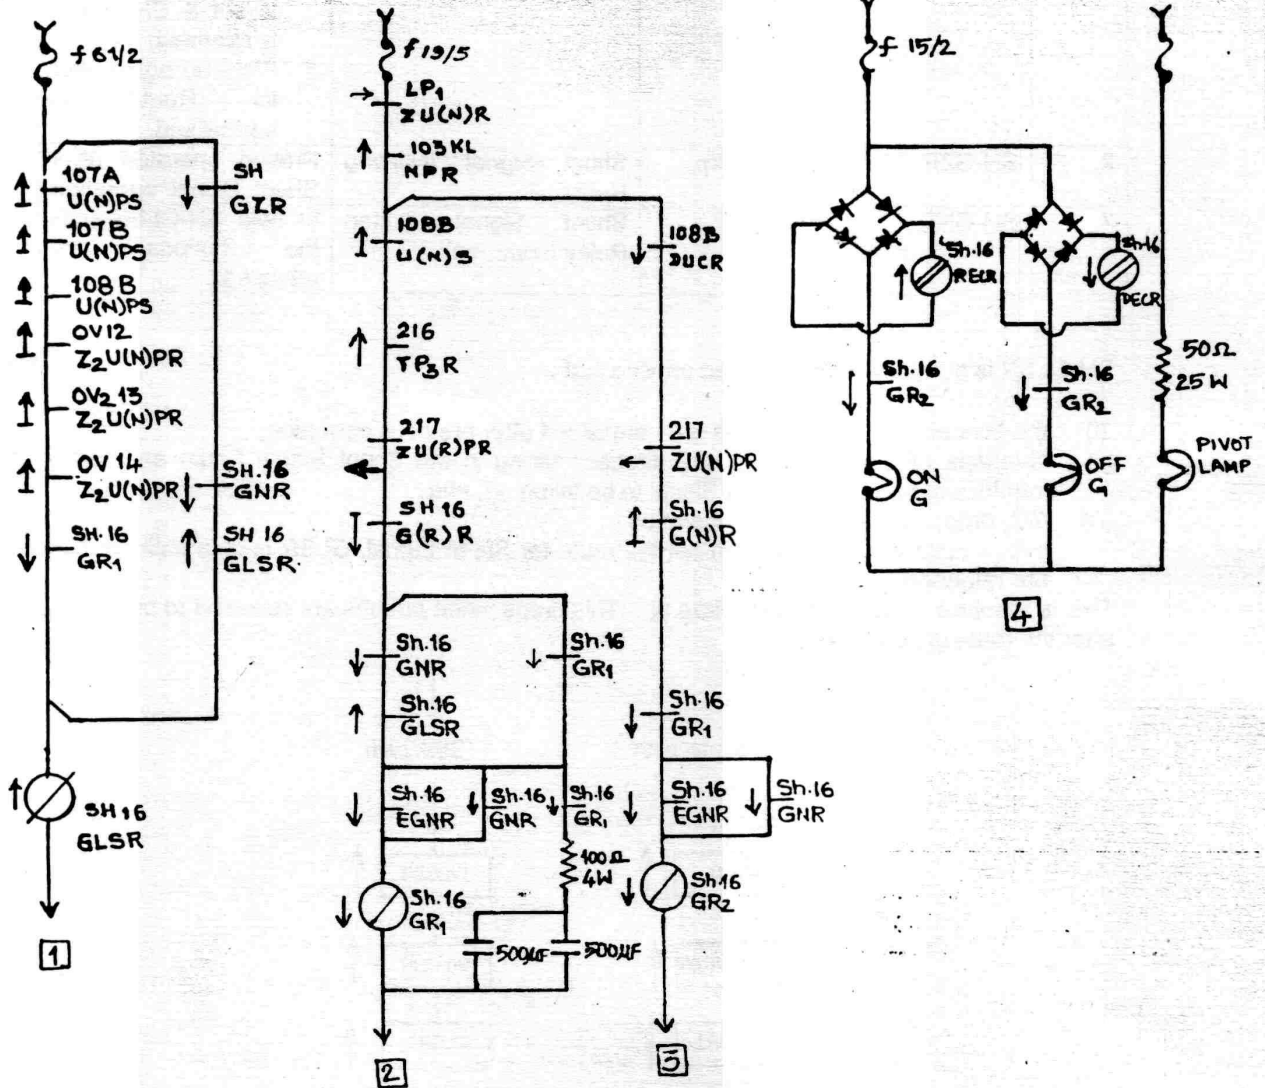 f 61/2
107A
U(N)PS
107B
U(N)PS
108B
U(N)PS
OV12
Z2U(N)PR
OV2 13
Z2U(N)PR
OV 14
Z2U(N)PR
SH.16
GR1
SH
GZR
SH.16
GNR
SH 16
GLSR
SH 16
GLSR
1
f 19/5
LP1
ZU(N)R
103KL
NPR
108B
U(N)S
216
TP3R
217
ZU(R)PR
SH 16
G(R)R
Sh.16
GNR
Sh.16
GLSR
Sh.16
GR1
Sh.16
EGNR
Sh.16
GNR
Sh.16
GR1
100Ω
4W
Sh.16
GR1
500µF
500µF
2
108B
DUCR
217
ZU(N)PR
Sh.16
G(N)R
Sh.16
GR1
Sh.16
EGNR
Sh.16
GNR
Sh16
GR2
3
f 15/2
Sh.16
RECR
Sh.16
DECR
Sh.16
GR2
Sh.16
GR2
ON
G
OFF
G
50Ω
25W
PIVOT
LAMP
4